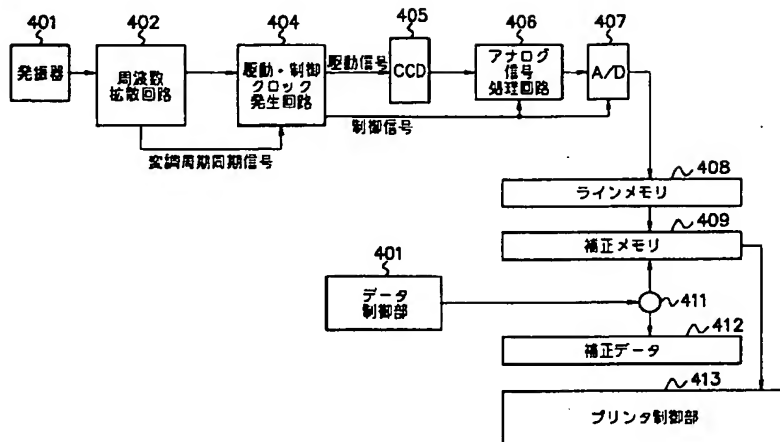 401
402
404
405
406
407
発振器
周波数
拡散回路
駆動・制御
クロック
発生回路
駆動信号
CCD
アナログ
信号
処理回路
A/D
制御信号
変調周期同期信号
408
ラインメモリ
409
補正メモリ
401
データ
制御部
411
412
補正データ
413
プリンタ制御部